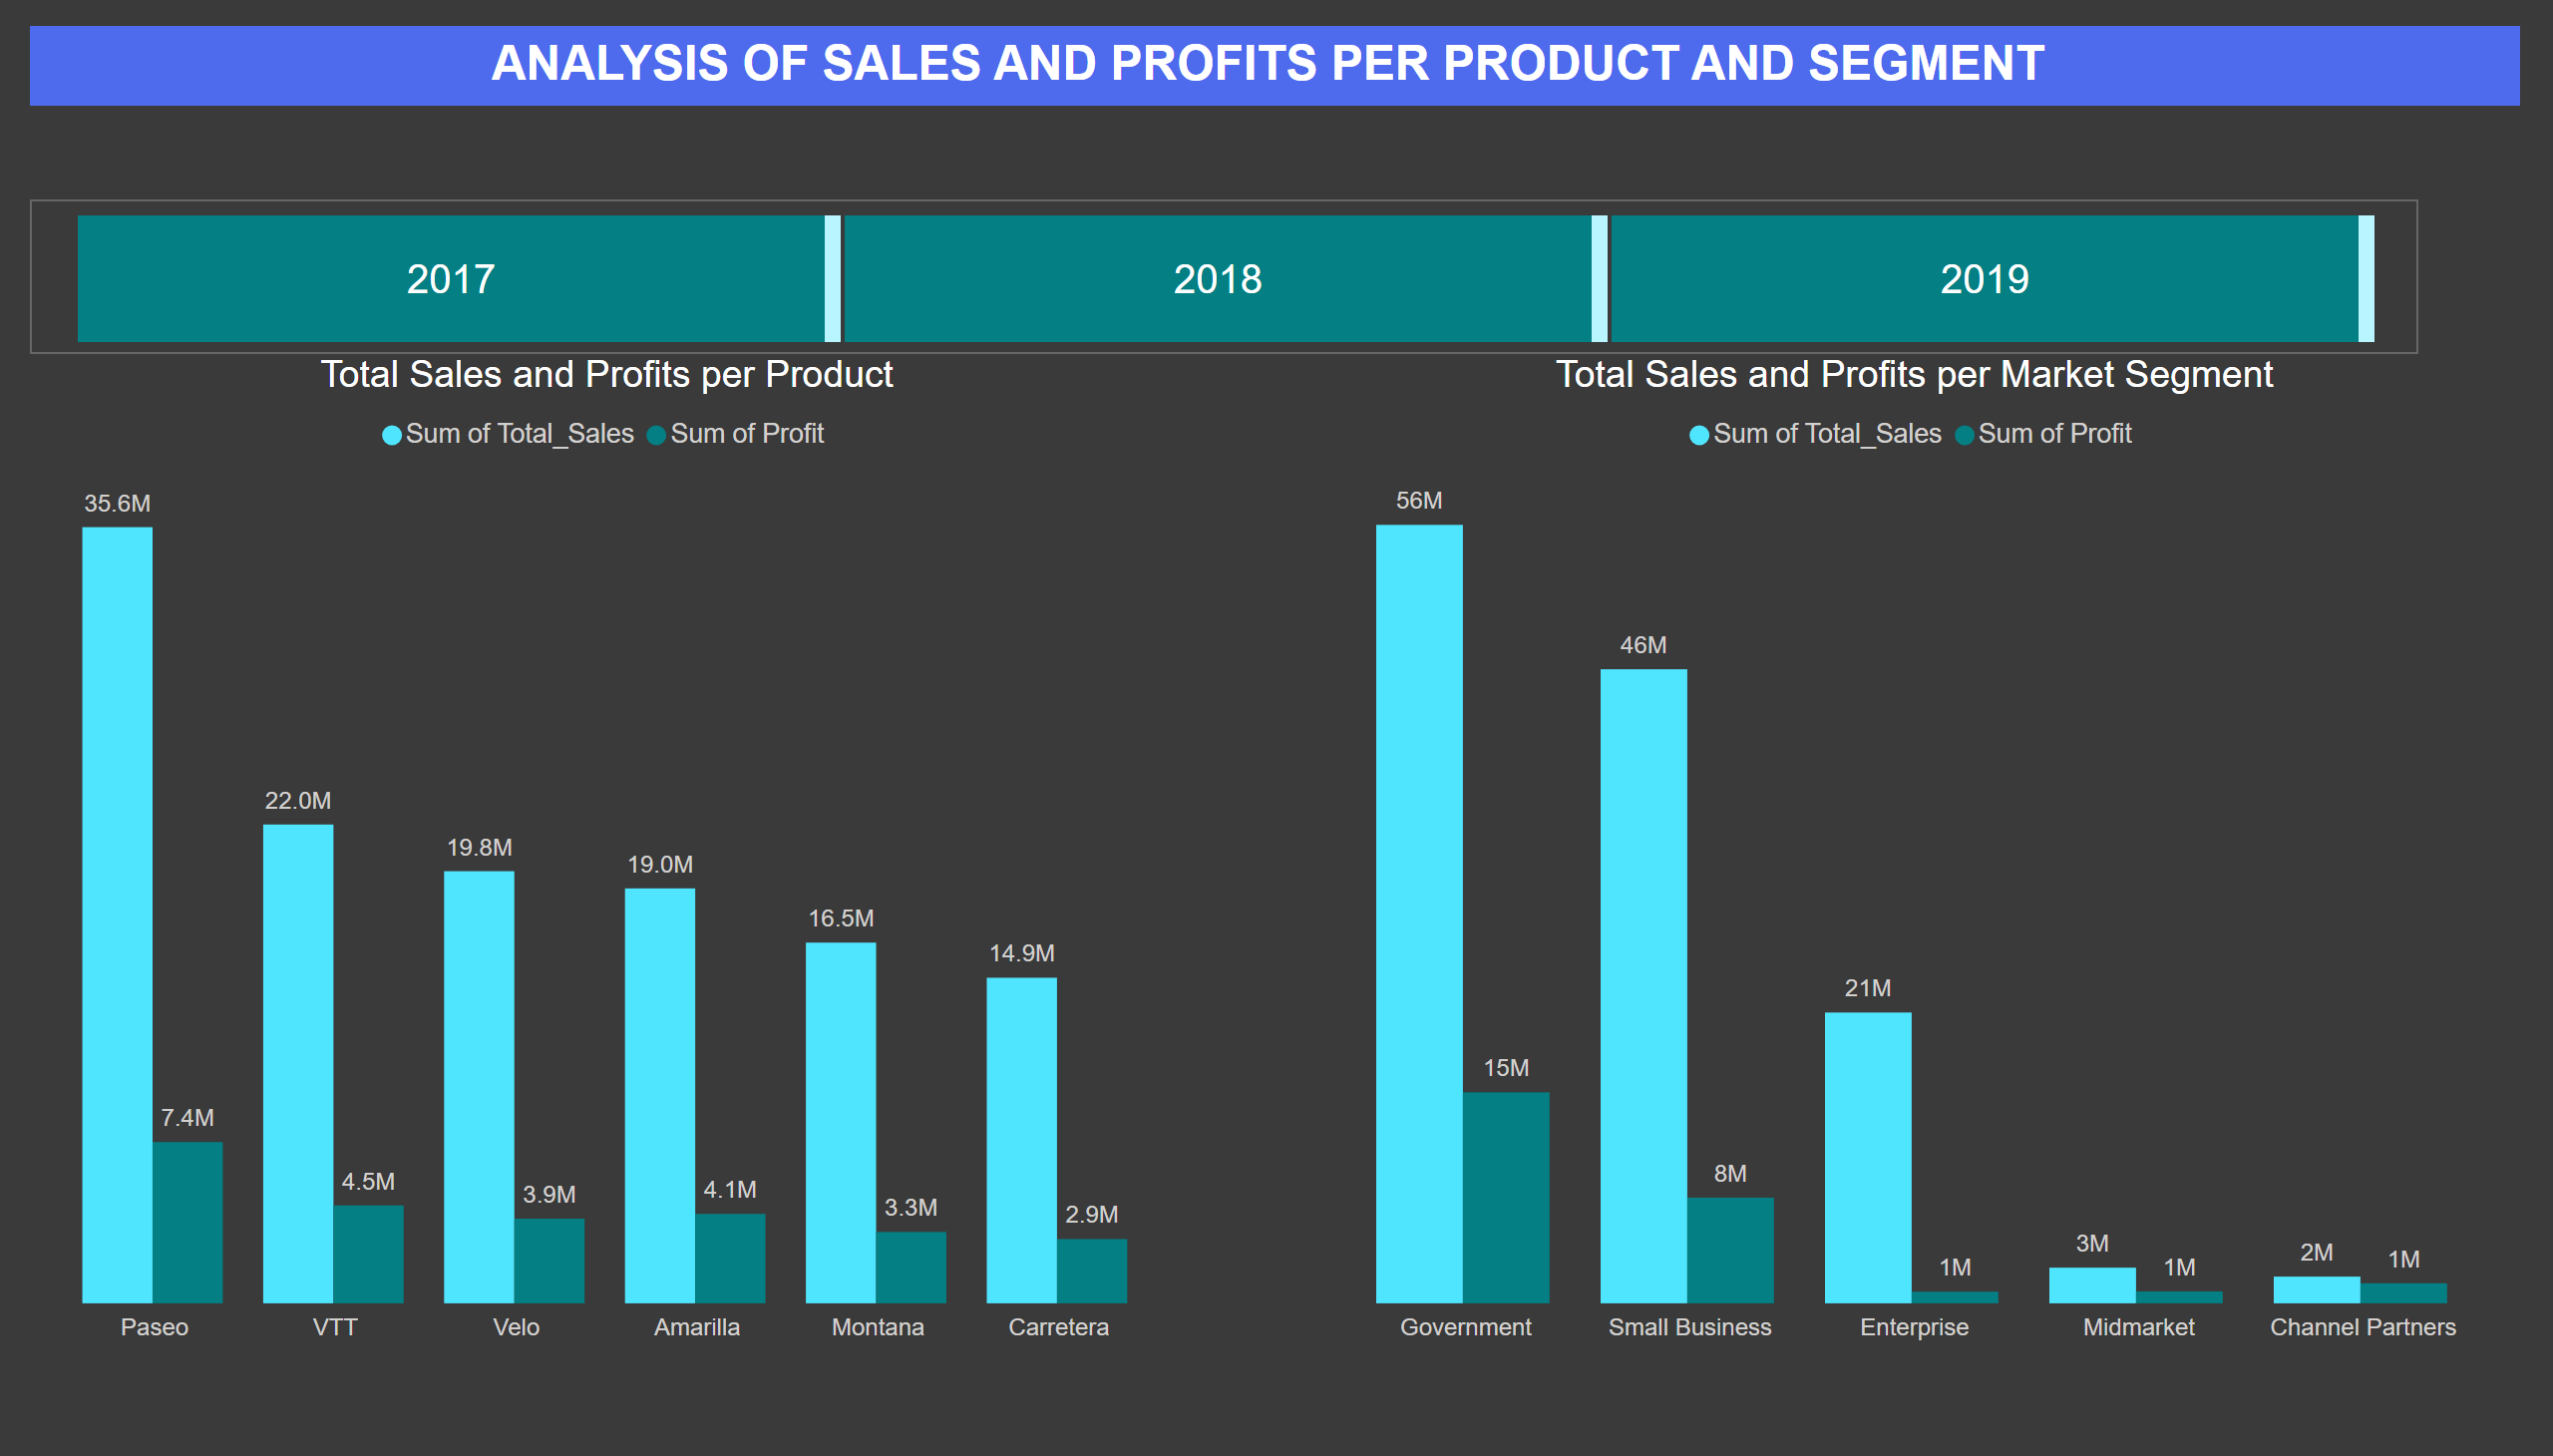 ANALYSIS OF SALES AND PROFITS PER PRODUCT AND SEGMENT
2017
2018
2019
Total Sales and Profits per Product
Sum of Total_Sales Sum of Profit
35.6M
7.4M
22.0M
4.5M
19.8M
3.9M
19.0M
4.1M
16.5M
3.3M
14.9M
2.9M
Paseo
VTT
Velo
Amarilla
Montana
Carretera
Total Sales and Profits per Market Segment
Sum of Total_Sales Sum of Profit
56M
15M
46M
8M
21M
1M
3M
1M
2M
1M
Government
Small Business
Enterprise
Midmarket
Channel Partners